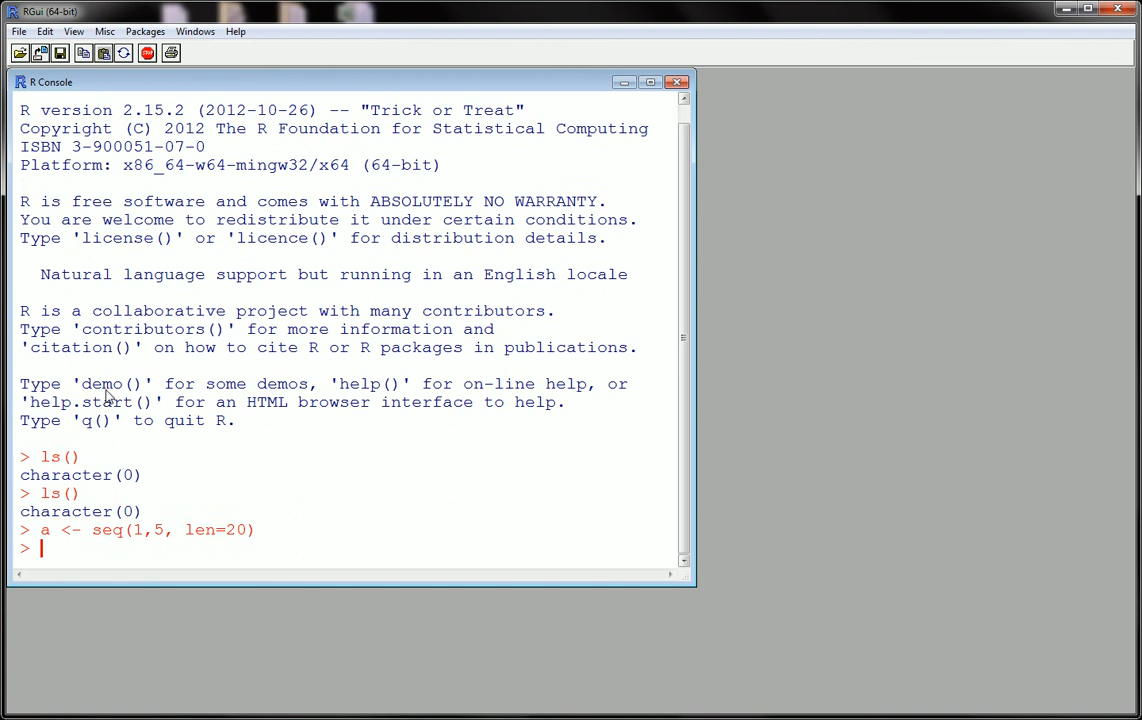 RGui (64-bit)
File Edit View Misc Packages Windows Help
STOP
R Console
R version 2.15.2 (2012-10-26) -- "Trick or Treat"
Copyright (C) 2012 The R Foundation for Statistical Computing
ISBN 3-900051-07-0
Platform: x86_64-w64-mingw32/x64 (64-bit)
R is free software and comes with ABSOLUTELY NO WARRANTY.
You are welcome to redistribute it under certain conditions.
Type 'license()' or 'licence()' for distribution details.
Natural language support but running in an English locale
R is a collaborative project with many contributors.
Type 'contributors()' for more information and
'citation()' on how to cite R or R packages in publications.
Type 'demo()' for some demos, 'help()' for on-line help, or
'help.start()' for an HTML browser interface to help.
Type 'q()' to quit R.
> ls()
character(0)
> ls()
character(0)
> a <- seq(1,5, len=20)
>